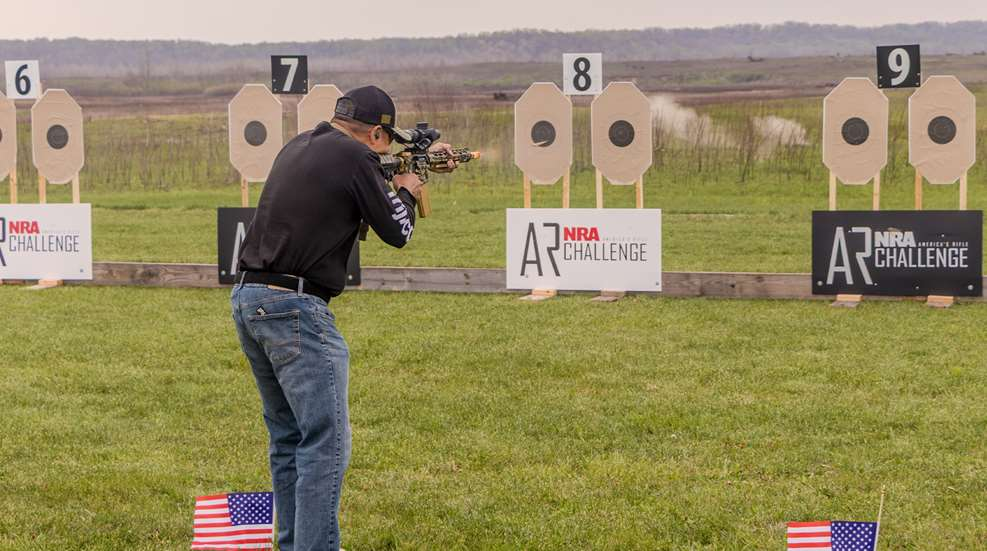 6
7
8
9
NRA
CHALLENGE
A
AR NRA AMERICA'S RIFLE
CHALLENGE
AR NRA AMERICA'S RIFLE
CHALLENGE